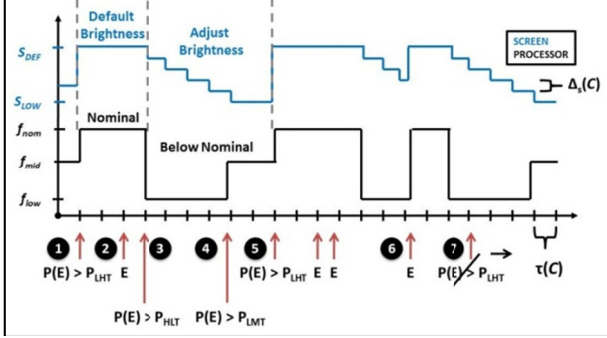 Default
Brightness
Adjust
Brightness
SCREEN
PROCESSOR
S_DEF
Δ_s(C)
S_LOW
Nominal
f_nom
Below Nominal
f_mid
f_low
1 2 3 4 5 6 7
P(E) > P_LHT E P(E) > P_LHT E E E P(E) > P_LHT τ(C)
P(E) > P_HLT P(E) > P_LMT